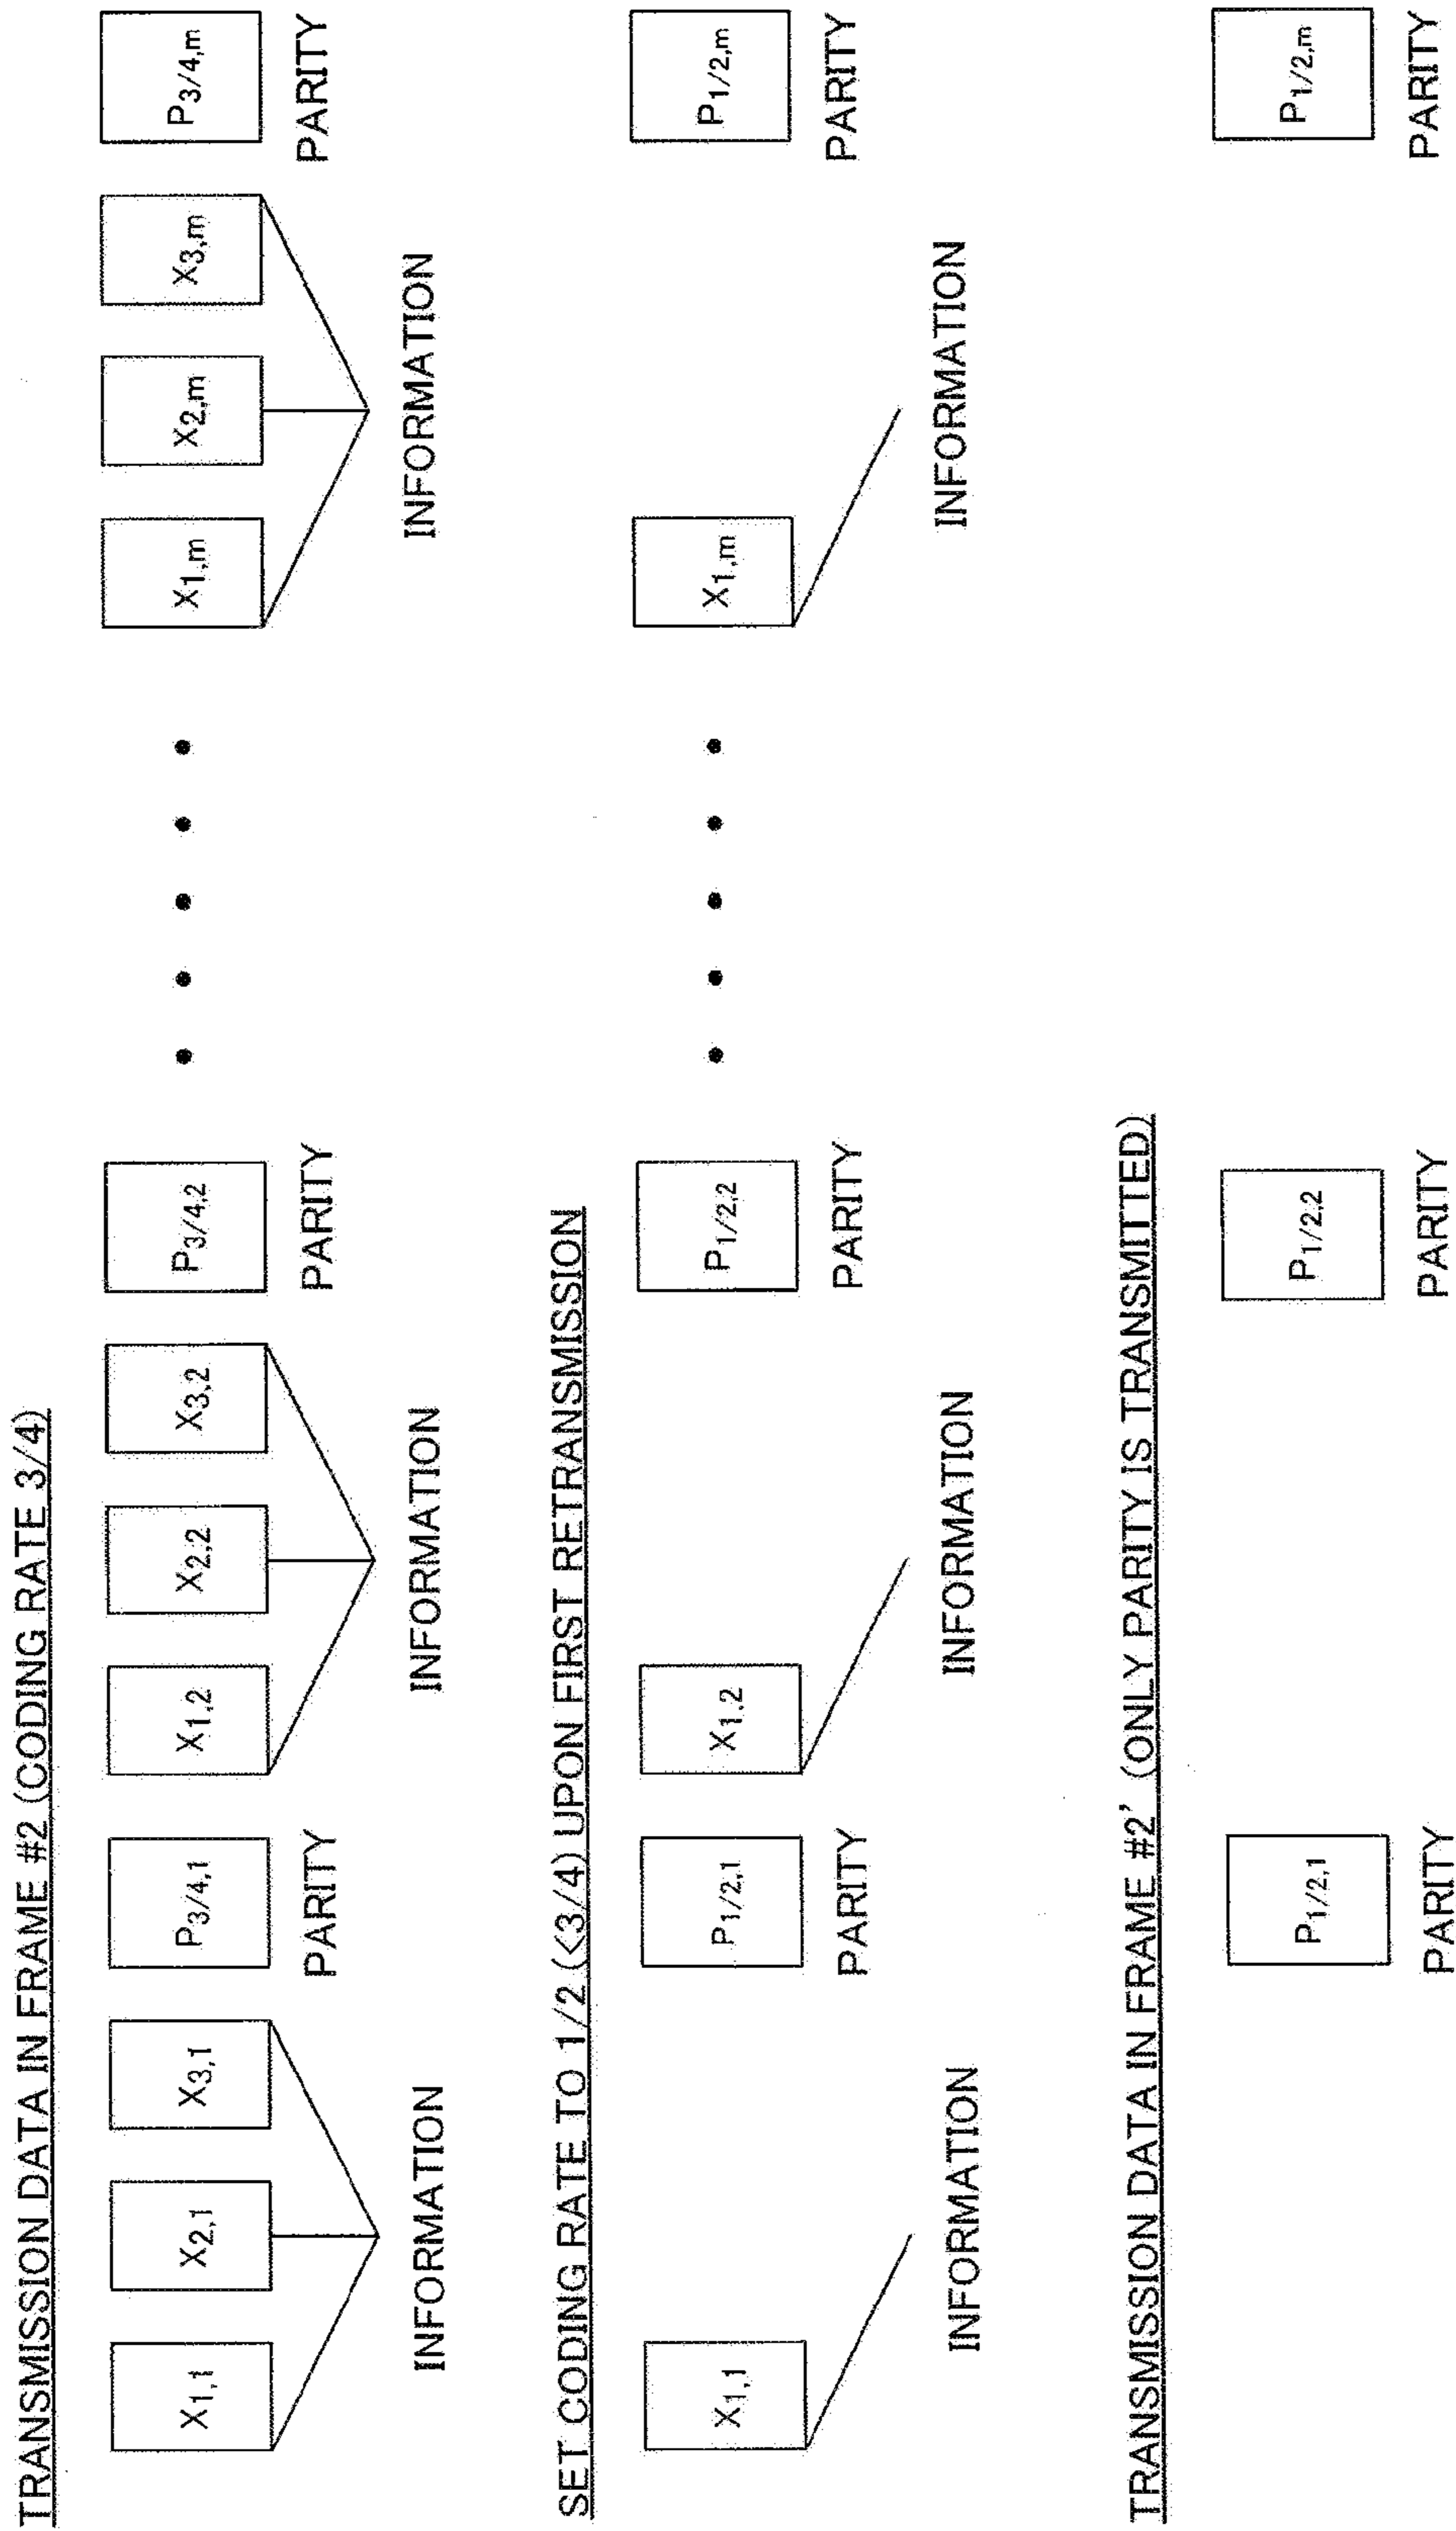 TRANSMISSION DATA IN FRAME #2 (CODING RATE 3/4)
X1,1 X2,1 X3,1 P3/4,1 X1,2 X2,2 X3,2 P3/4,2 • • • • • X1,m X2,m X3,m P3/4,m
PARITY PARITY PARITY
INFORMATION INFORMATION INFORMATION
SET CODING RATE TO 1/2 (<3/4) UPON FIRST RETRANSMISSION
X1,1 P1/2,1 X1,2 P1/2,2 • • • • • X1,m P1/2,m
PARITY PARITY PARITY
INFORMATION INFORMATION INFORMATION
TRANSMISSION DATA IN FRAME #2' (ONLY PARITY IS TRANSMITTED)
P1/2,1 P1/2,2 P1/2,m
PARITY PARITY PARITY